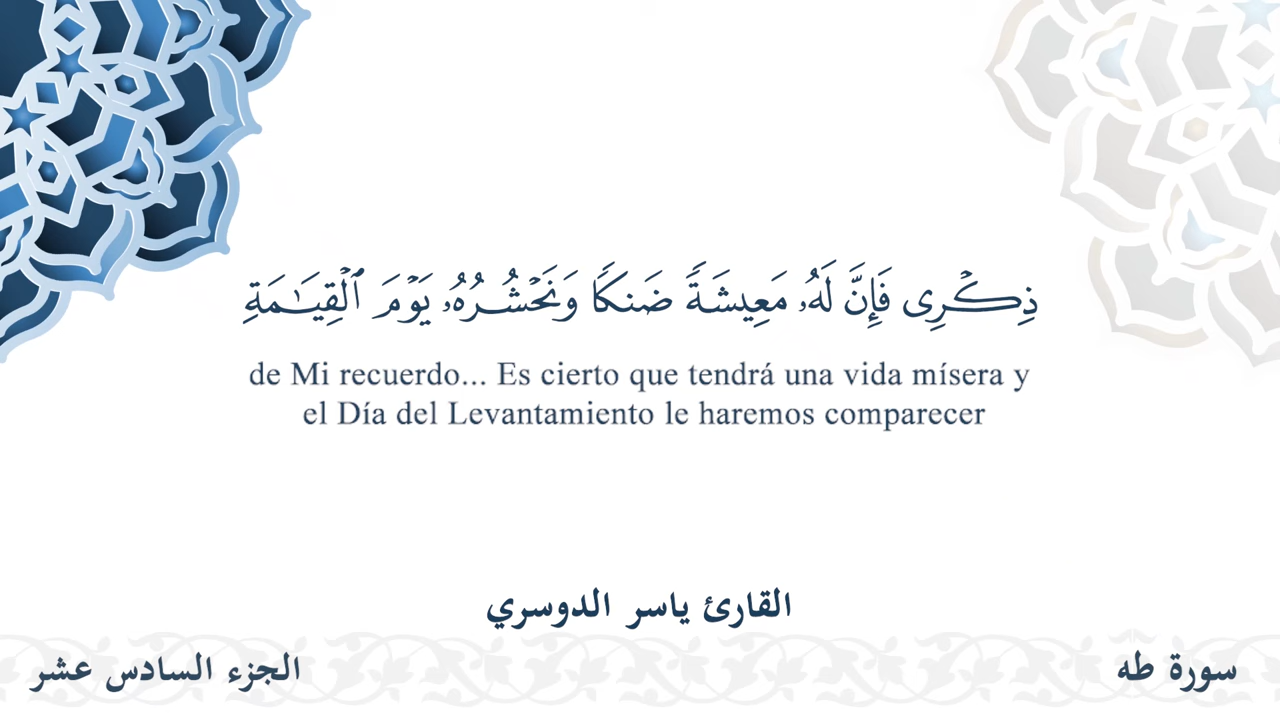 ذِكۡرِى فَإِنَّ لَهُۥ مَعِيشَةࣰ ضَنكࣰا وَنَحۡشُرُهُۥ يَوۡمَ ٱلۡقِيَـٰمَةِ
de Mi recuerdo... Es cierto que tendrá una vida mísera y
el Día del Levantamiento le haremos comparecer
القارئ ياسر الدوسري
سورة طه
الجزء السادس عشر